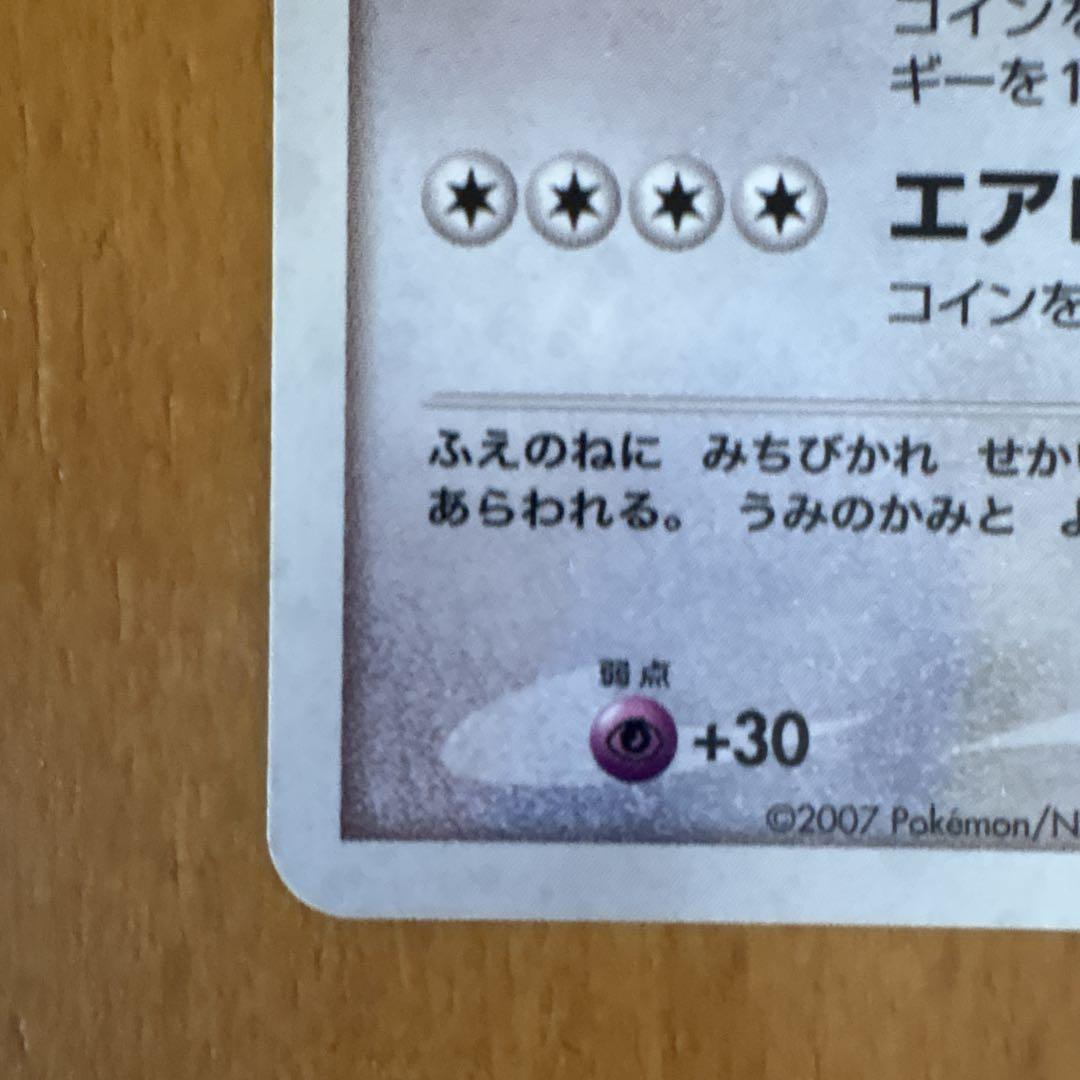 コインを
ギーを1
エア
コインを
ふえのねに みちびかれ せか
あらわれる。 うみのかみと よ
弱点
+30
©2007 Pokémon/N